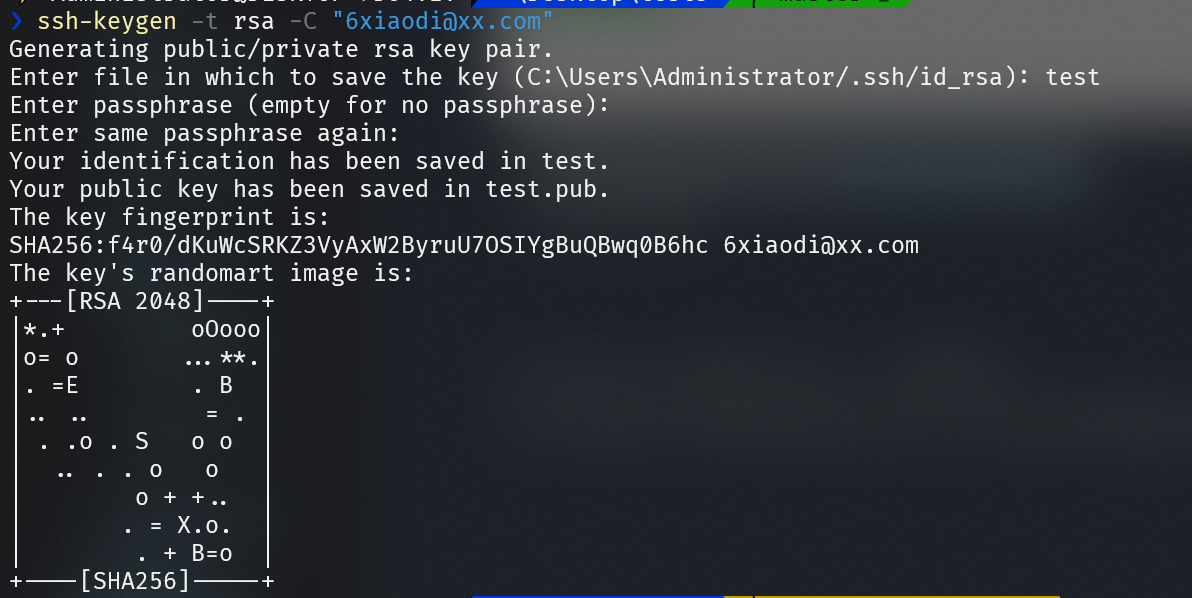 ❯ ssh-keygen -t rsa -C "6xiaodi@xx.com"
Generating public/private rsa key pair.
Enter file in which to save the key (C:\Users\Administrator/.ssh/id_rsa): test
Enter passphrase (empty for no passphrase):
Enter same passphrase again:
Your identification has been saved in test.
Your public key has been saved in test.pub.
The key fingerprint is:
SHA256:f4r0/dKuWcSRKZ3VyAxW2ByruU7OSIYgBuQBwq0B6hc 6xiaodi@xx.com
The key's randomart image is:
+---[RSA 2048]----+
|*.+         oOooo|
|o= o        ...**.|
|. =E        . B  |
|.. ..        = . |
| . .o . S   o o  |
|  .. . . o   o   |
|        o + +..  |
|       . = X.o.  |
|        . + B=o  |
+----[SHA256]-----+